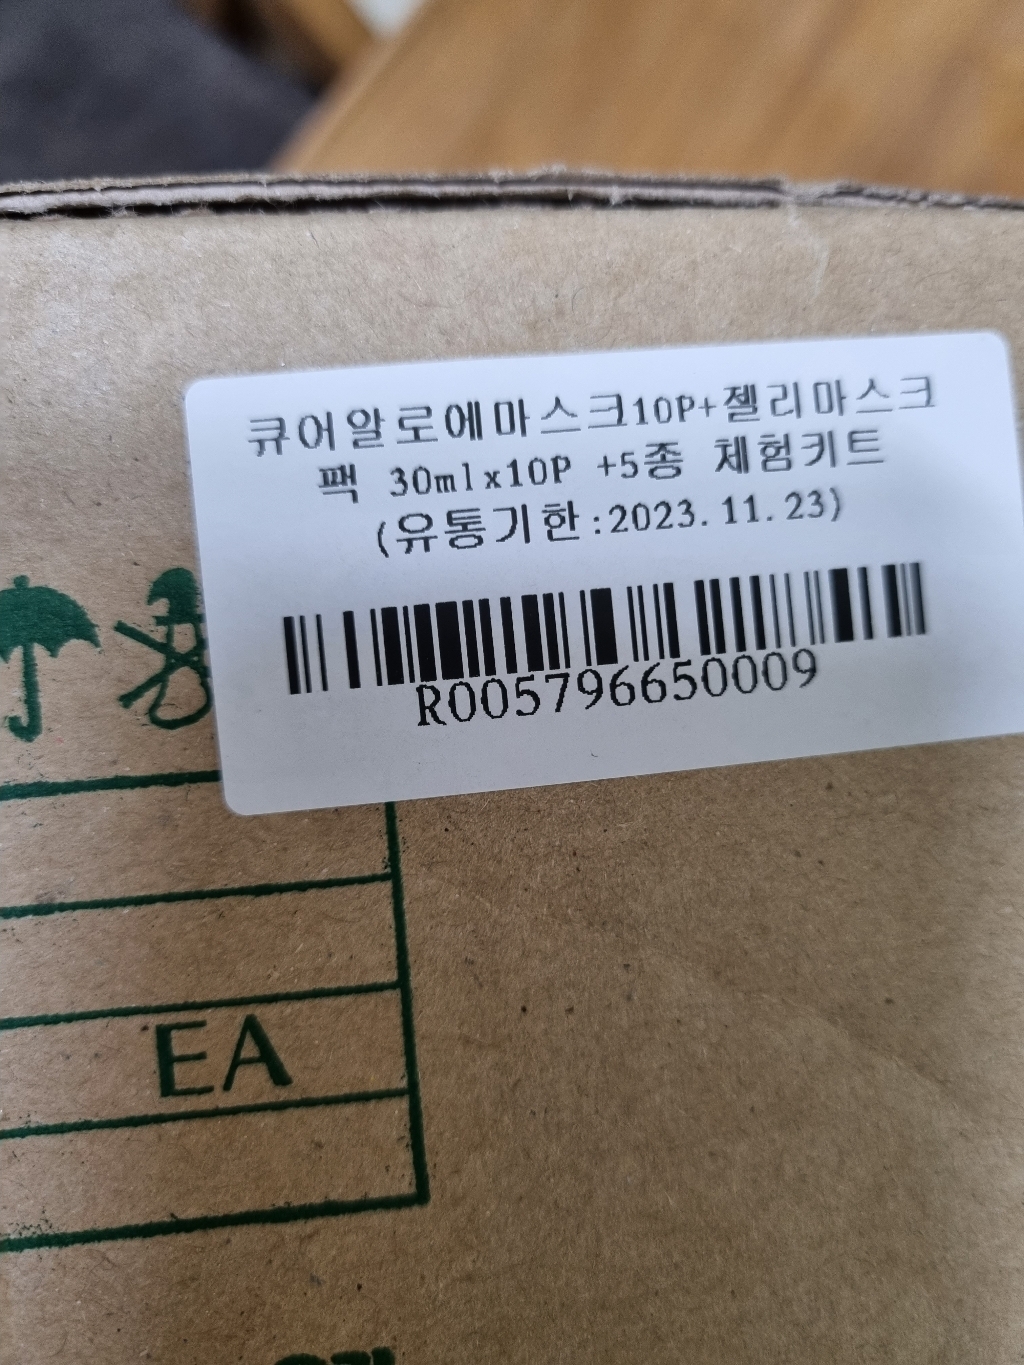 큐어알로에마스크10P+젤리마스크
팩 30mlx10P +5종 체험키트
(유통기한:2023.11.23)
R005796650009
EA